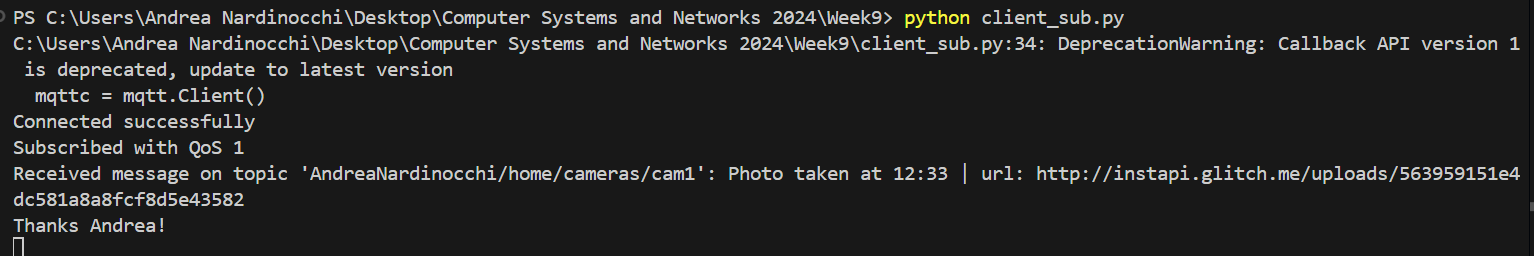 PS C:\Users\Andrea Nardinocchi\Desktop\Computer Systems and Networks 2024\Week9> python client_sub.py
C:\Users\Andrea Nardinocchi\Desktop\Computer Systems and Networks 2024\Week9\client_sub.py:34: DeprecationWarning: Callback API version 1
 is deprecated, update to latest version
  mqttc = mqtt.Client()
Connected successfully
Subscribed with QoS 1
Received message on topic 'AndreaNardinocchi/home/cameras/cam1': Photo taken at 12:33 | url: http://instapi.glitch.me/uploads/563959151e4
dc581a8a8fcf8d5e43582
Thanks Andrea!